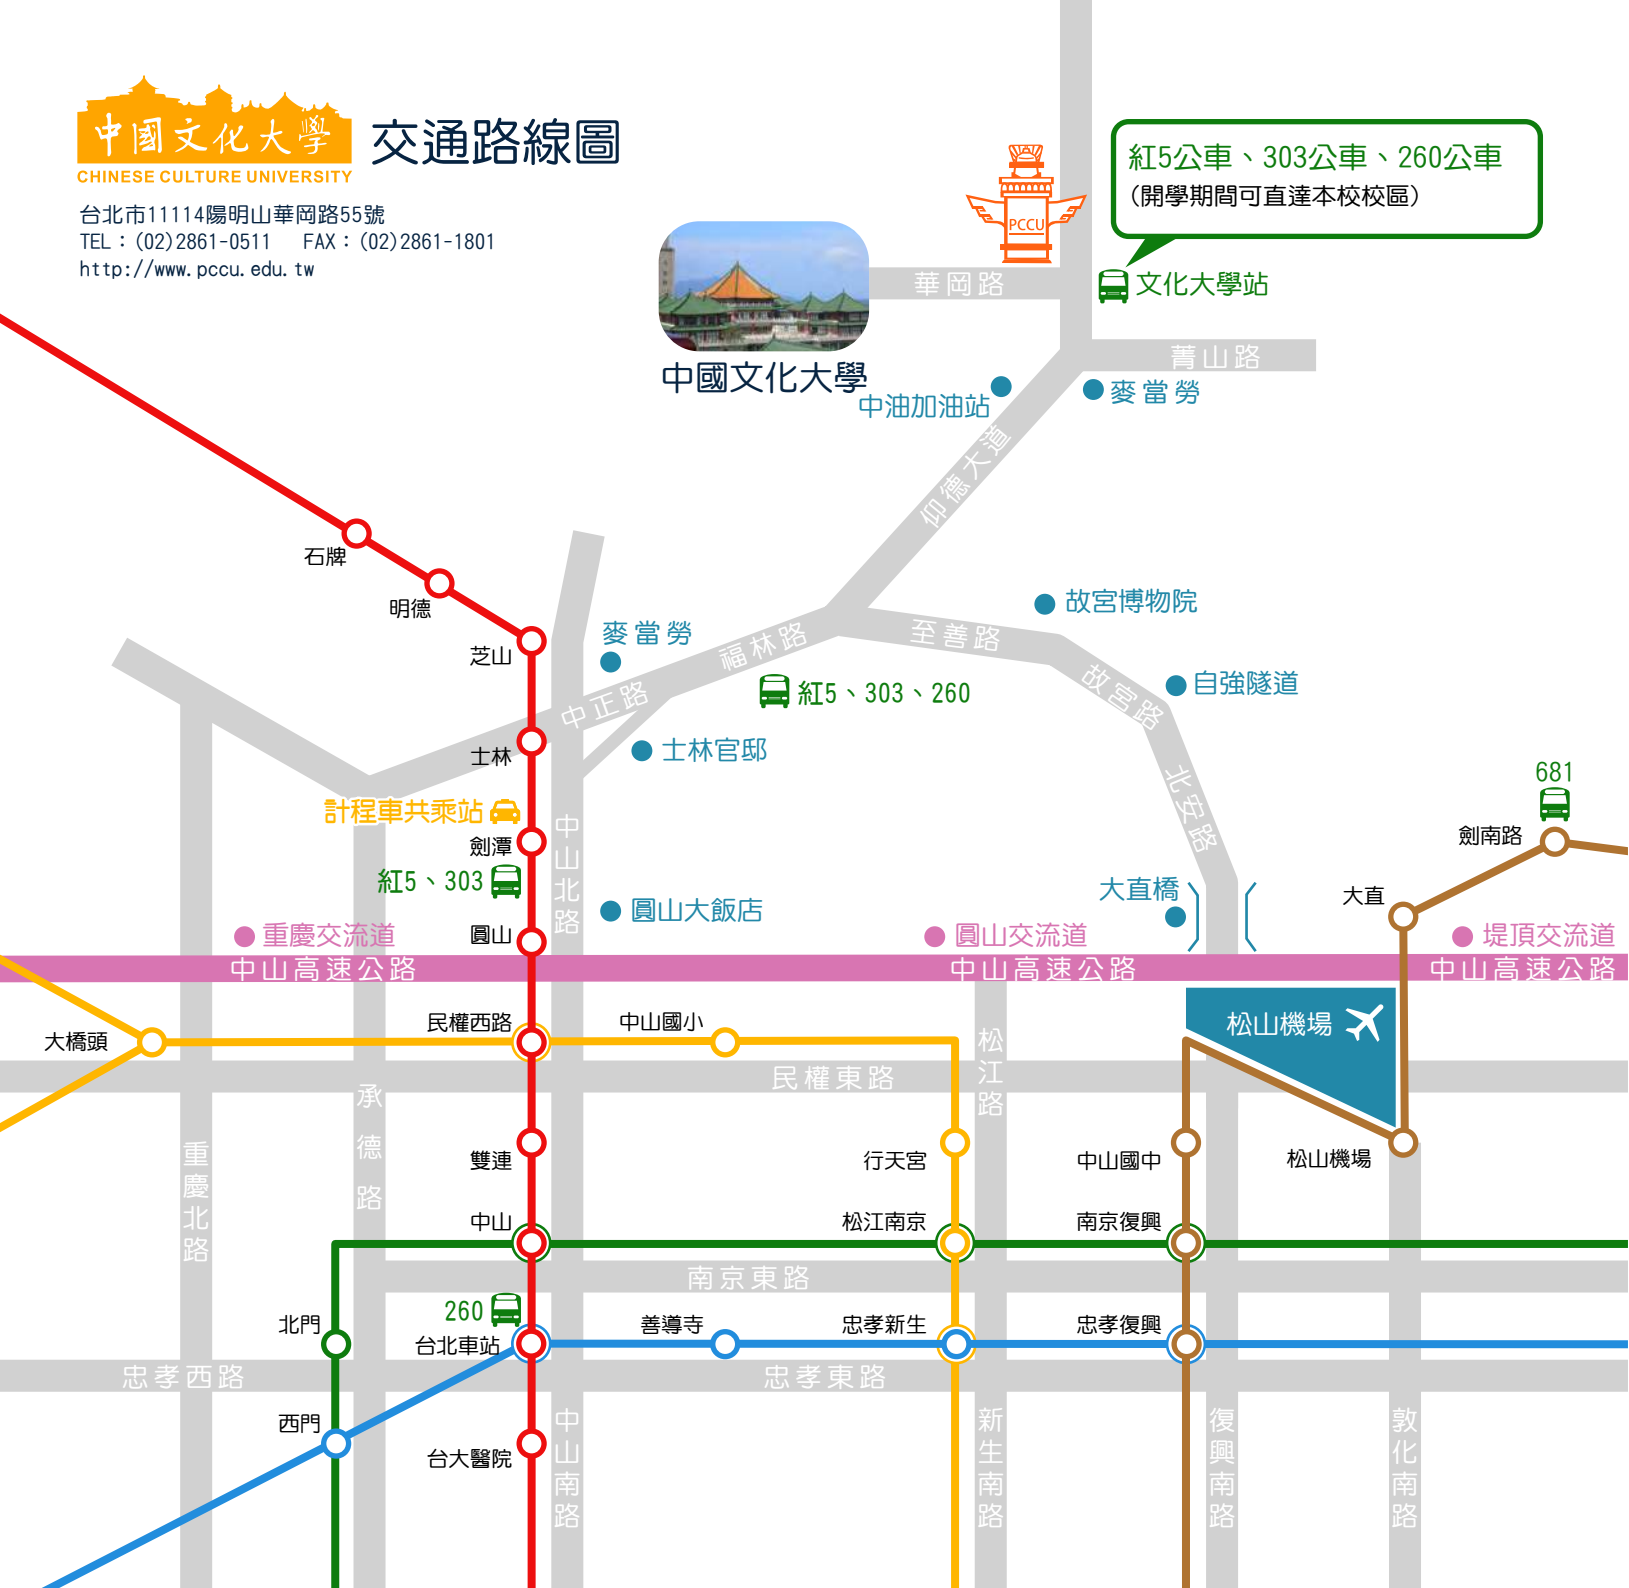 中國文化大學
CHINESE CULTURE UNIVERSITY
交通路線圖
台北市11114陽明山華岡路55號
TEL：(02)2861-0511 FAX：(02)2861-1801
http://www.pccu.edu.tw
紅5公車、303公車、260公車
(開學期間可直達本校校區)
PCCU
華岡路
文化大學站
中國文化大學
菁山路
中油加油站
麥當勞
仰德大道
石牌
明德
芝山
麥當勞
福林路
至善路
故宮博物院
中正路
紅5、303、260
故宮路
自強隧道
士林
士林官邸
北安路
681
計程車共乘站
劍潭
中山北路
劍南路
紅5、303
大直橋
大直
圓山大飯店
重慶交流道
圓山
圓山交流道
堤頂交流道
中山高速公路
中山高速公路
中山高速公路
大橋頭
民權西路
中山國小
松江路
松山機場
民權東路
承德路
重慶北路
雙連
行天宮
中山國中
松山機場
中山
松江南京
南京復興
南京東路
260
北門
台北車站
善導寺
忠孝新生
忠孝復興
忠孝西路
忠孝東路
西門
台大醫院
中山南路
新生南路
復興南路
敦化南路